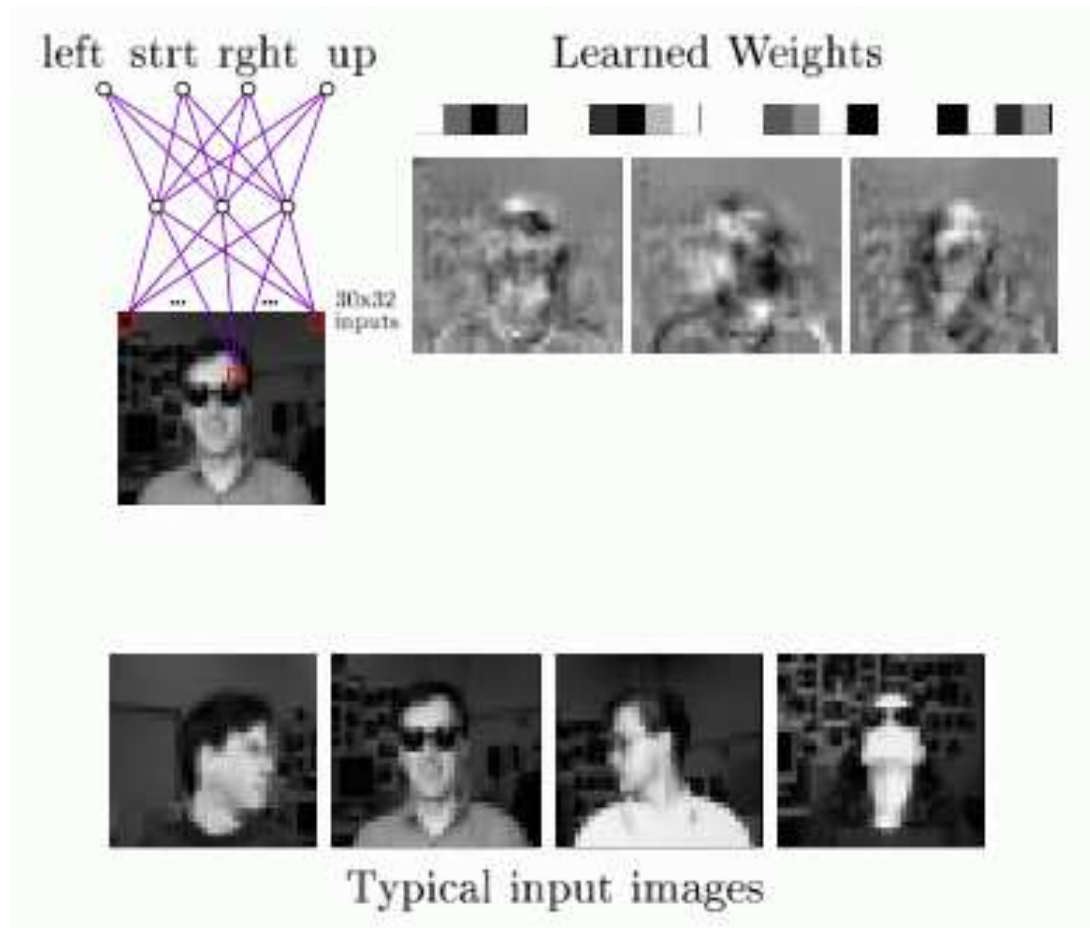 left strt rght up
Learned Weights
...
...
30x32
inputs
Typical input images